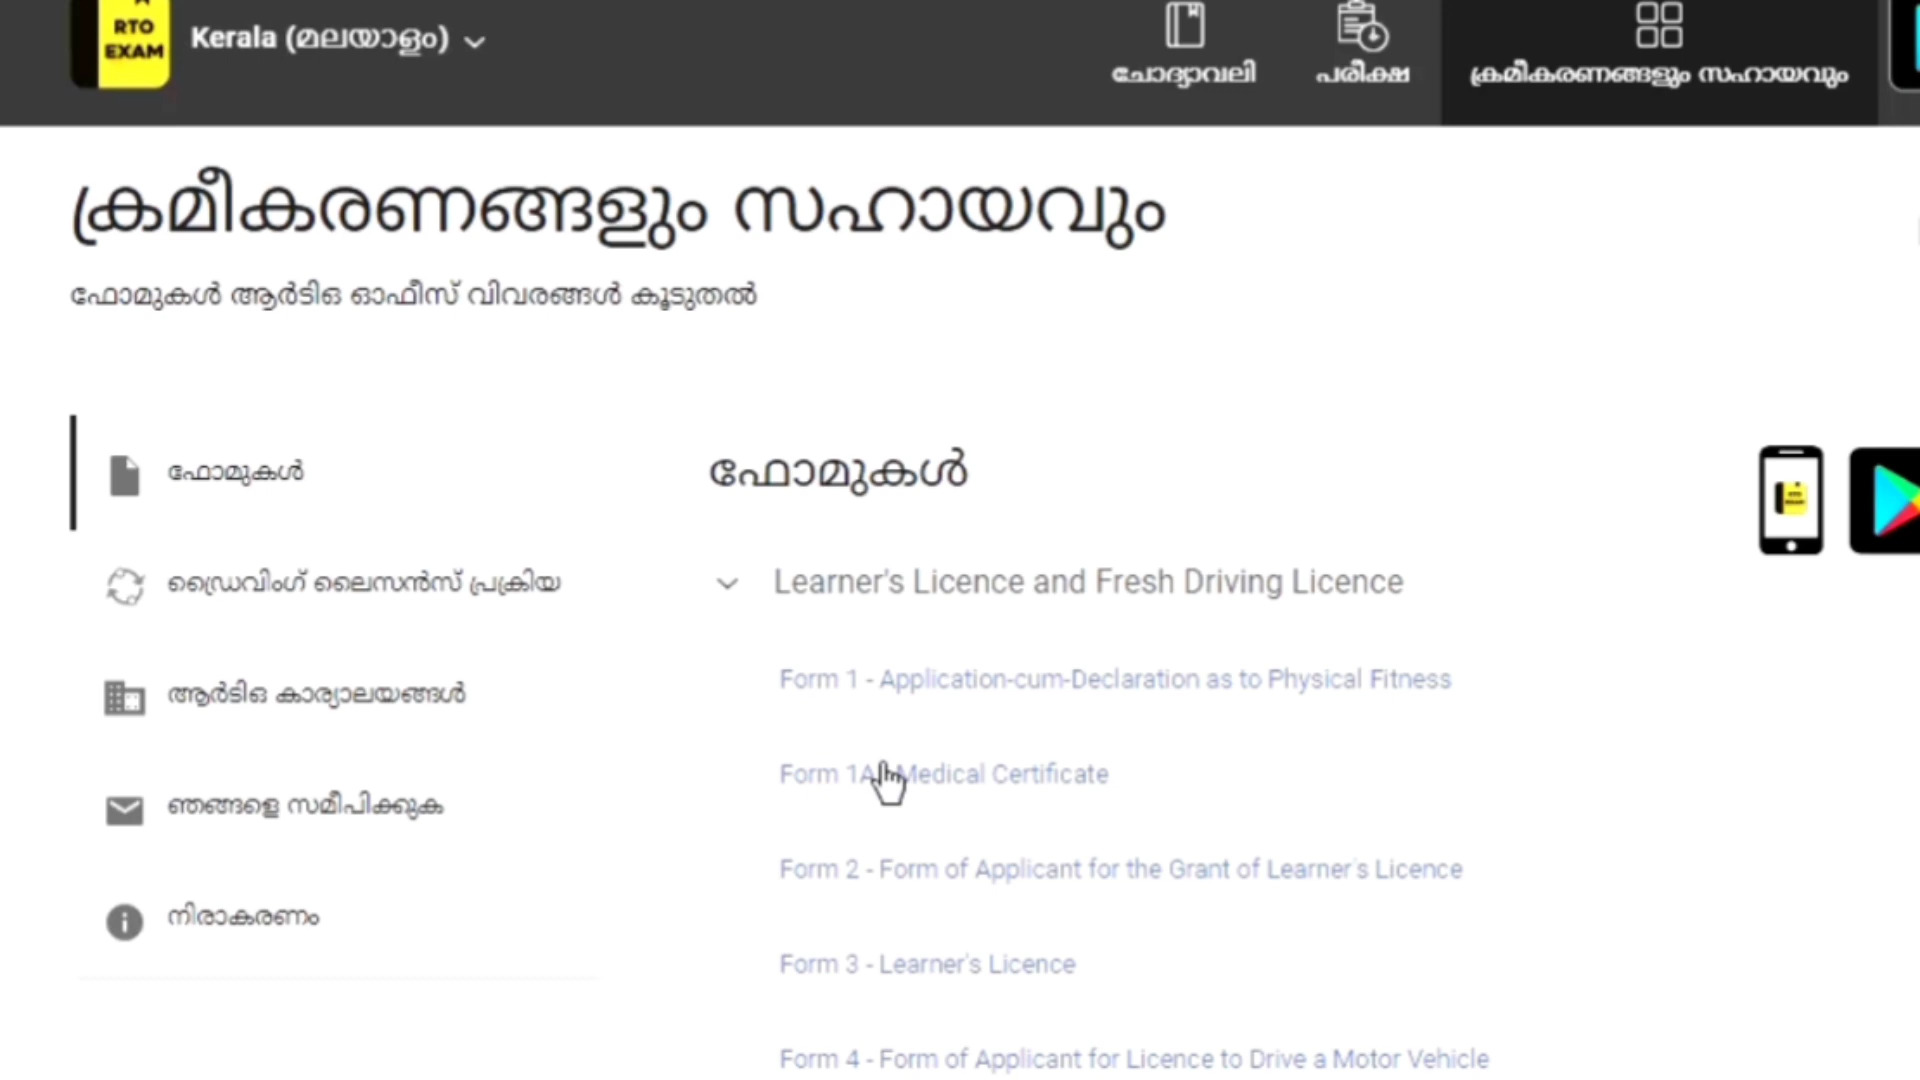 RTO
EXAM
Kerala (മലയാളം)
ചോദ്യാവലി
പരീക്ഷ
ക്രമീകരണങ്ങളും സഹായവും
ക്രമീകരണങ്ങളും സഹായവും
ഫോമുകൾ ആർടിഒ ഓഫീസ് വിവരങ്ങൾ കൂടുതൽ
ഫോമുകൾ
ഡ്രൈവിംഗ് ലൈസൻസ് പ്രക്രിയ
ആർടിഒ കാര്യാലയങ്ങൾ
ഞങ്ങളെ സമീപിക്കുക
നിരാകരണം
ഫോമുകൾ
Learner's Licence and Fresh Driving Licence
Form 1 - Application-cum-Declaration as to Physical Fitness
Form 1A Medical Certificate
Form 2 - Form of Applicant for the Grant of Learner's Licence
Form 3 - Learner's Licence
Form 4 - Form of Applicant for Licence to Drive a Motor Vehicle